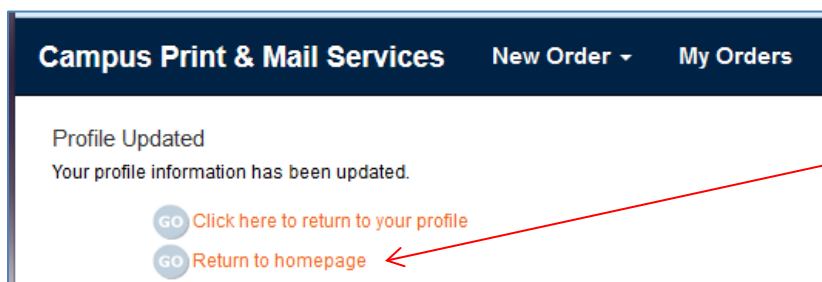 Campus Print & Mail Services New Order My Orders
Profile Updated
Your profile information has been updated.
GO Click here to return to your profile
GO Return to homepage